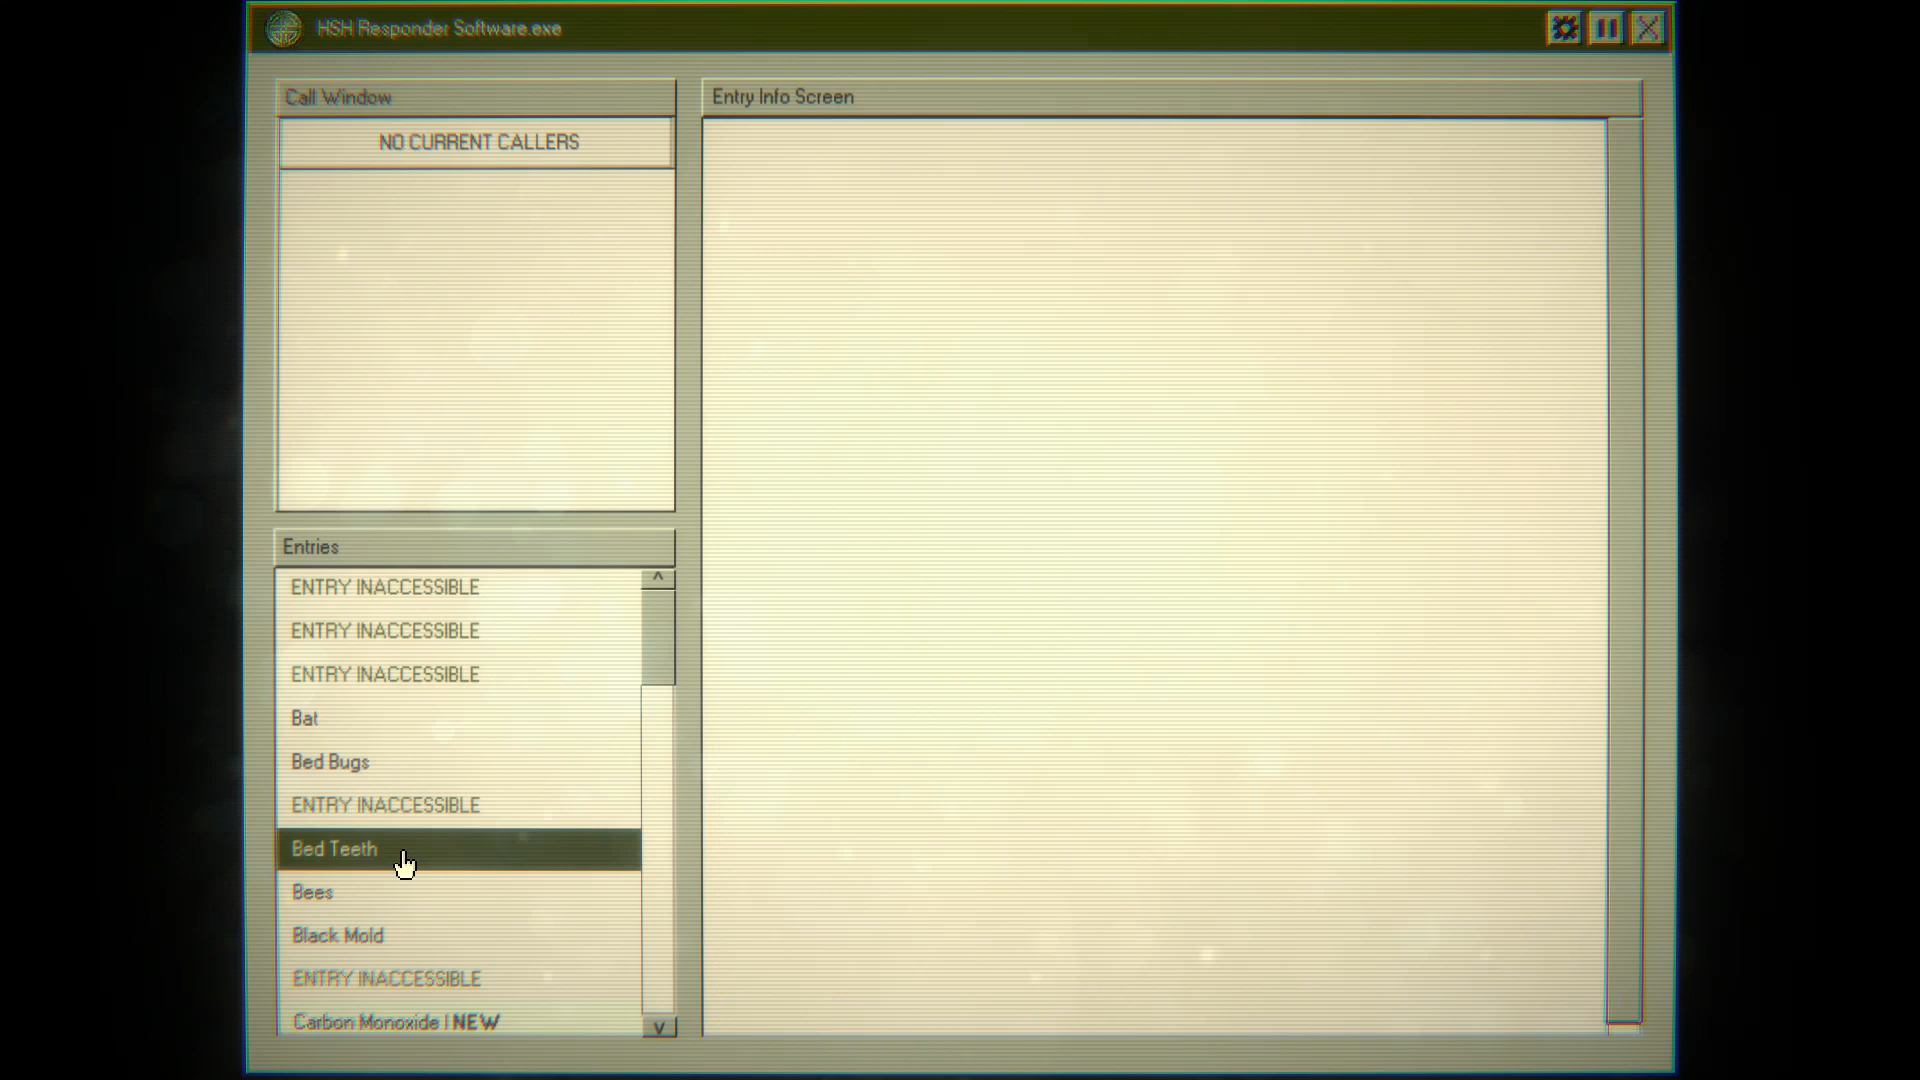 HSH Responder Software.exe
Call Window
NO CURRENT CALLERS
Entries
ENTRY INACCESSIBLE
ENTRY INACCESSIBLE
ENTRY INACCESSIBLE
Bat
Bed Bugs
ENTRY INACCESSIBLE
Bed Teeth
Bees
Black Mold
ENTRY INACCESSIBLE
Carbon Monoxide | NEW
Entry Info Screen